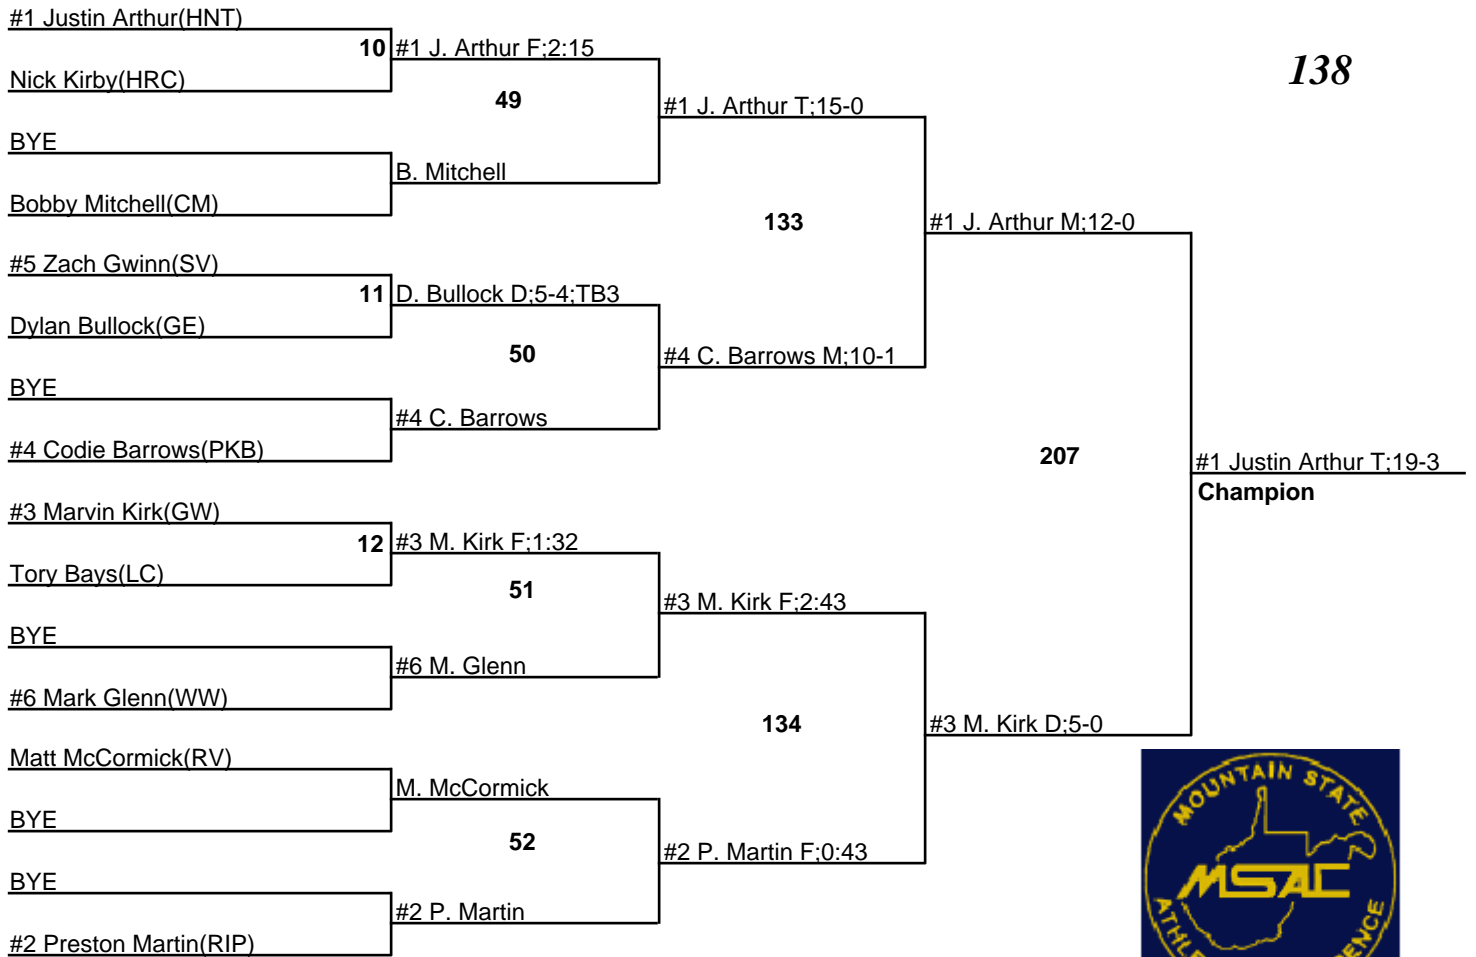 #1 Justin Arthur(HNT)
10 #1 J. Arthur F;2:15
138
Nick Kirby(HRC)
49
#1 J. Arthur T;15-0
BYE
B. Mitchell
Bobby Mitchell(CM)
133
#1 J. Arthur M;12-0
#5 Zach Gwinn(SV)
11 D. Bullock D;5-4;TB3
Dylan Bullock(GE)
50
#4 C. Barrows M;10-1
BYE
#4 C. Barrows
#4 Codie Barrows(PKB)
207
#1 Justin Arthur T;19-3
Champion
#3 Marvin Kirk(GW)
12 #3 M. Kirk F;1:32
Tory Bays(LC)
51
#3 M. Kirk F;2:43
BYE
#6 M. Glenn
#6 Mark Glenn(WW)
134
#3 M. Kirk D;5-0
Matt McCormick(RV)
M. McCormick
BYE
52
#2 P. Martin F;0:43
BYE
#2 P. Martin
#2 Preston Martin(RIP)
MOUNTAIN STATE
MSAC